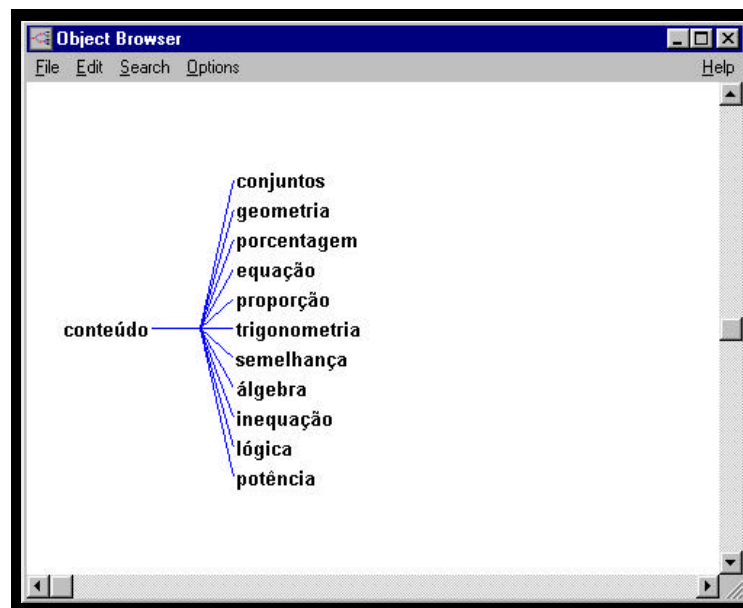 Object Browser
File Edit Search Options Help
conjuntos
geometria
porcentagem
equação
proporção
conteúdo trigonometria
semelhança
álgebra
inequação
lógica
potência